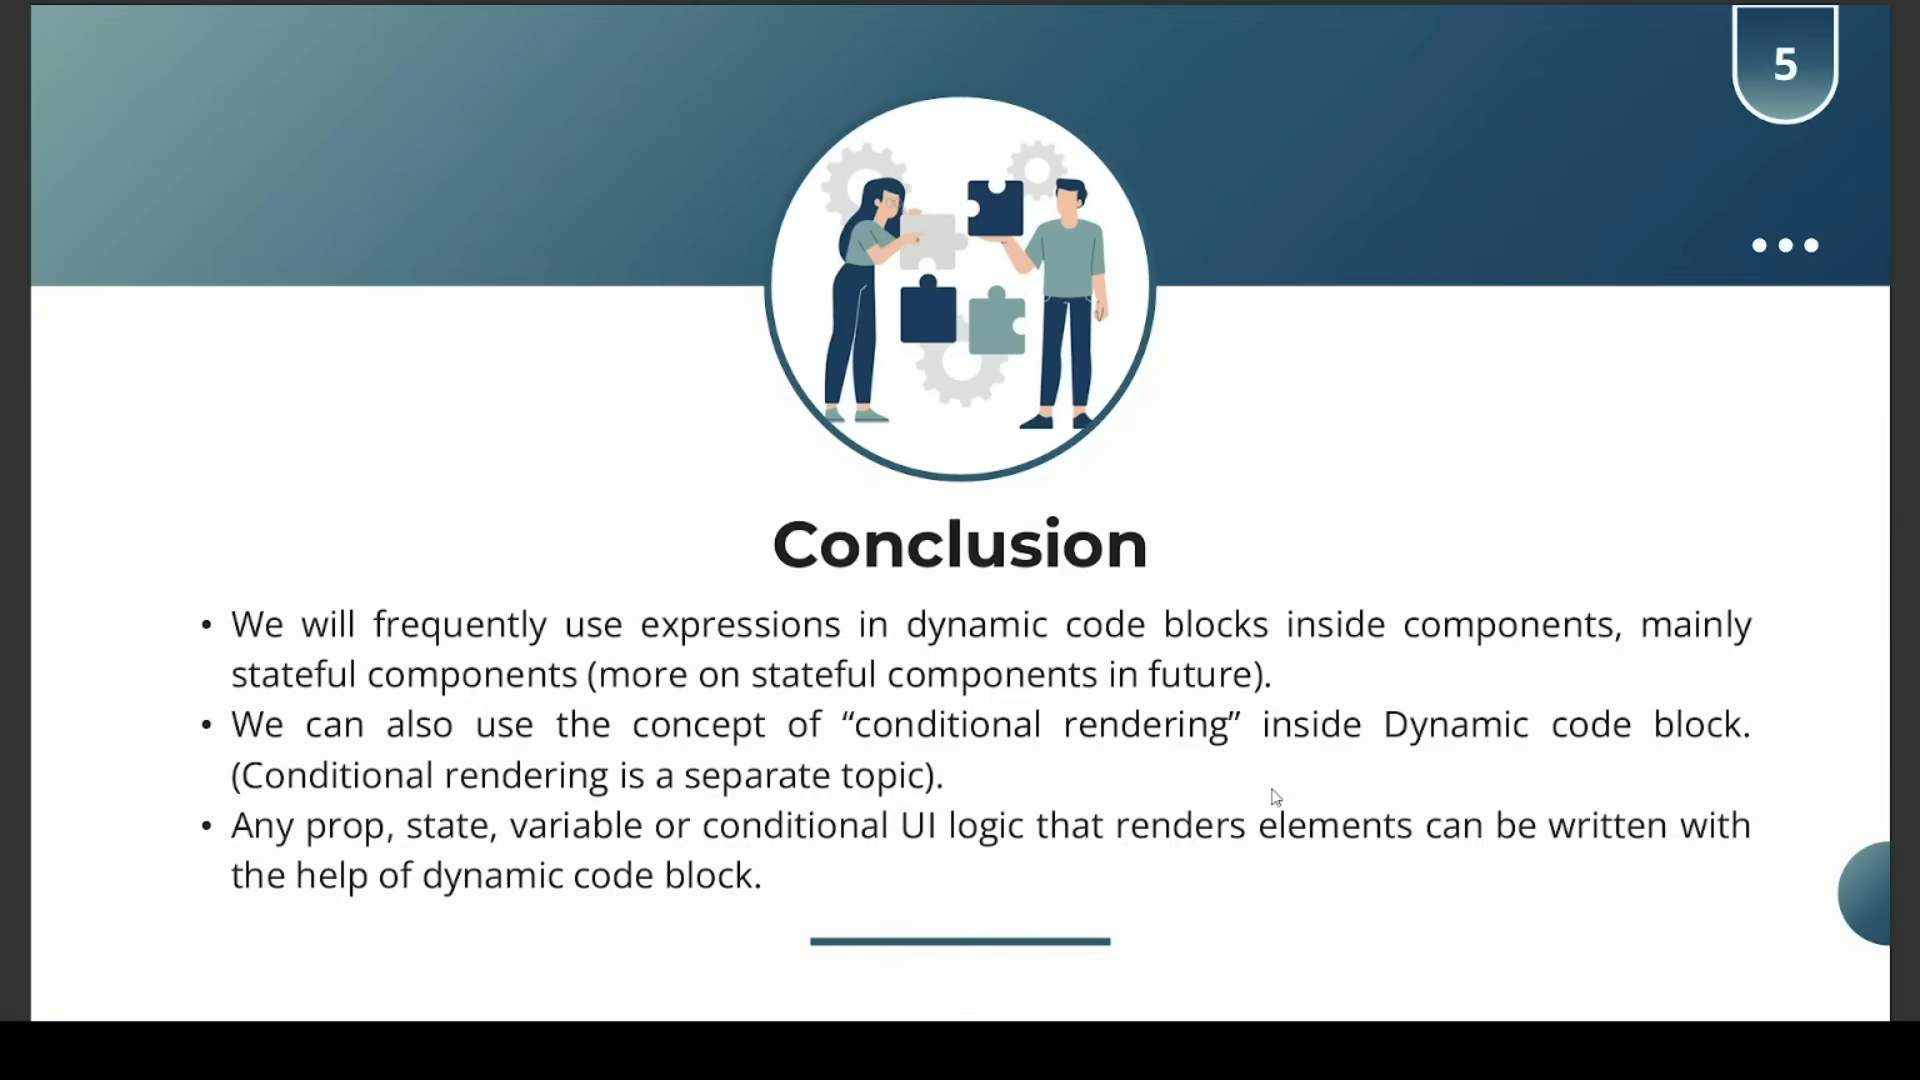 5
Conclusion
• We will frequently use expressions in dynamic code blocks inside components, mainly
stateful components (more on stateful components in future).
• We can also use the concept of “conditional rendering” inside Dynamic code block.
(Conditional rendering is a separate topic).
• Any prop, state, variable or conditional UI logic that renders elements can be written with
the help of dynamic code block.